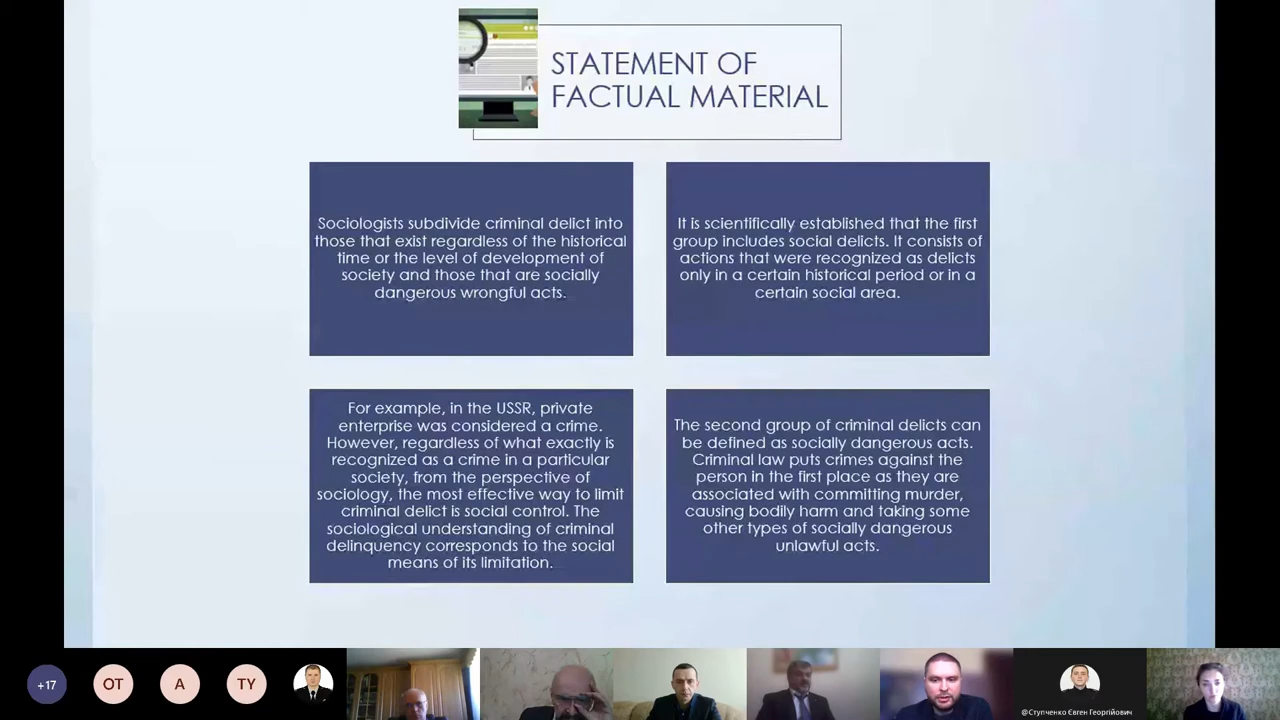 STATEMENT OF
FACTUAL MATERIAL
Sociologists subdivide criminal delict into
those that exist regardless of the historical
time or the level of development of
society and those that are socially
dangerous wrongful acts.
It is scientifically established that the first
group includes social delicts. It consists of
actions that were recognized as delicts
only in a certain historical period or in a
certain social area.
For example, in the USSR, private
enterprise was considered a crime.
However, regardless of what exactly is
recognized as a crime in a particular
society, from the perspective of
sociology, the most effective way to limit
criminal delict is social control. The
sociological understanding of criminal
delinquency corresponds to the social
means of its limitation.
The second group of criminal delicts can
be defined as socially dangerous acts.
Criminal law puts crimes against the
person in the first place as they are
associated with committing murder,
causing bodily harm and taking some
other types of socially dangerous
unlawful acts.
+17
OT
A
TY
@Ступченко Євген Георгійович